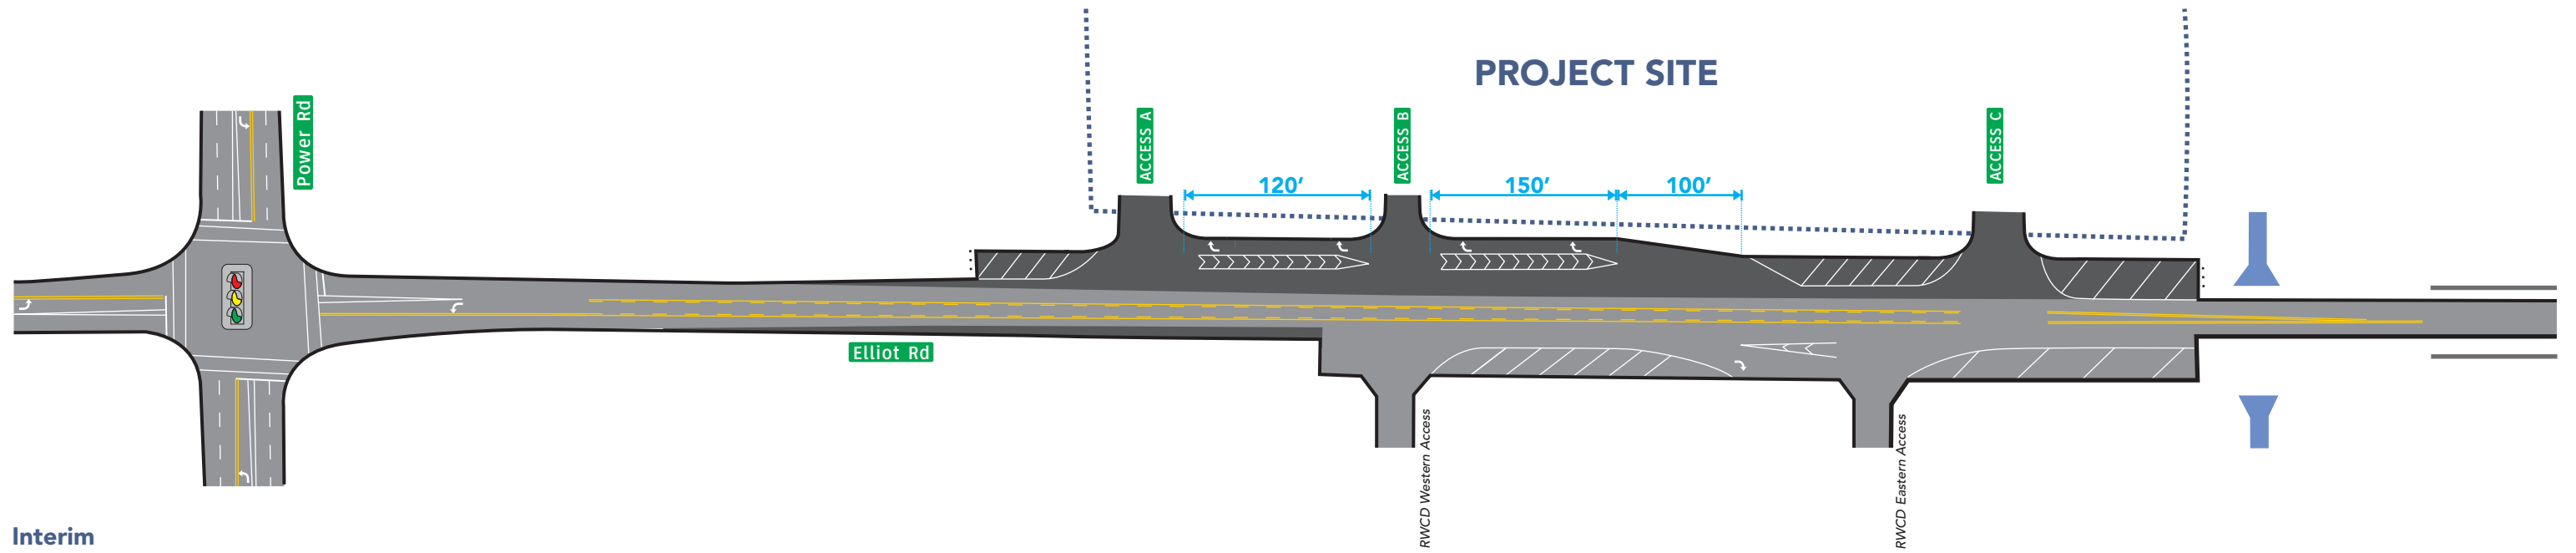 PROJECT SITE
Power Rd
ACCESS A
ACCESS B
ACCESS C
120’
150’
100’
Elliot Rd
RWCD Western Access
RWCD Eastern Access
Interim